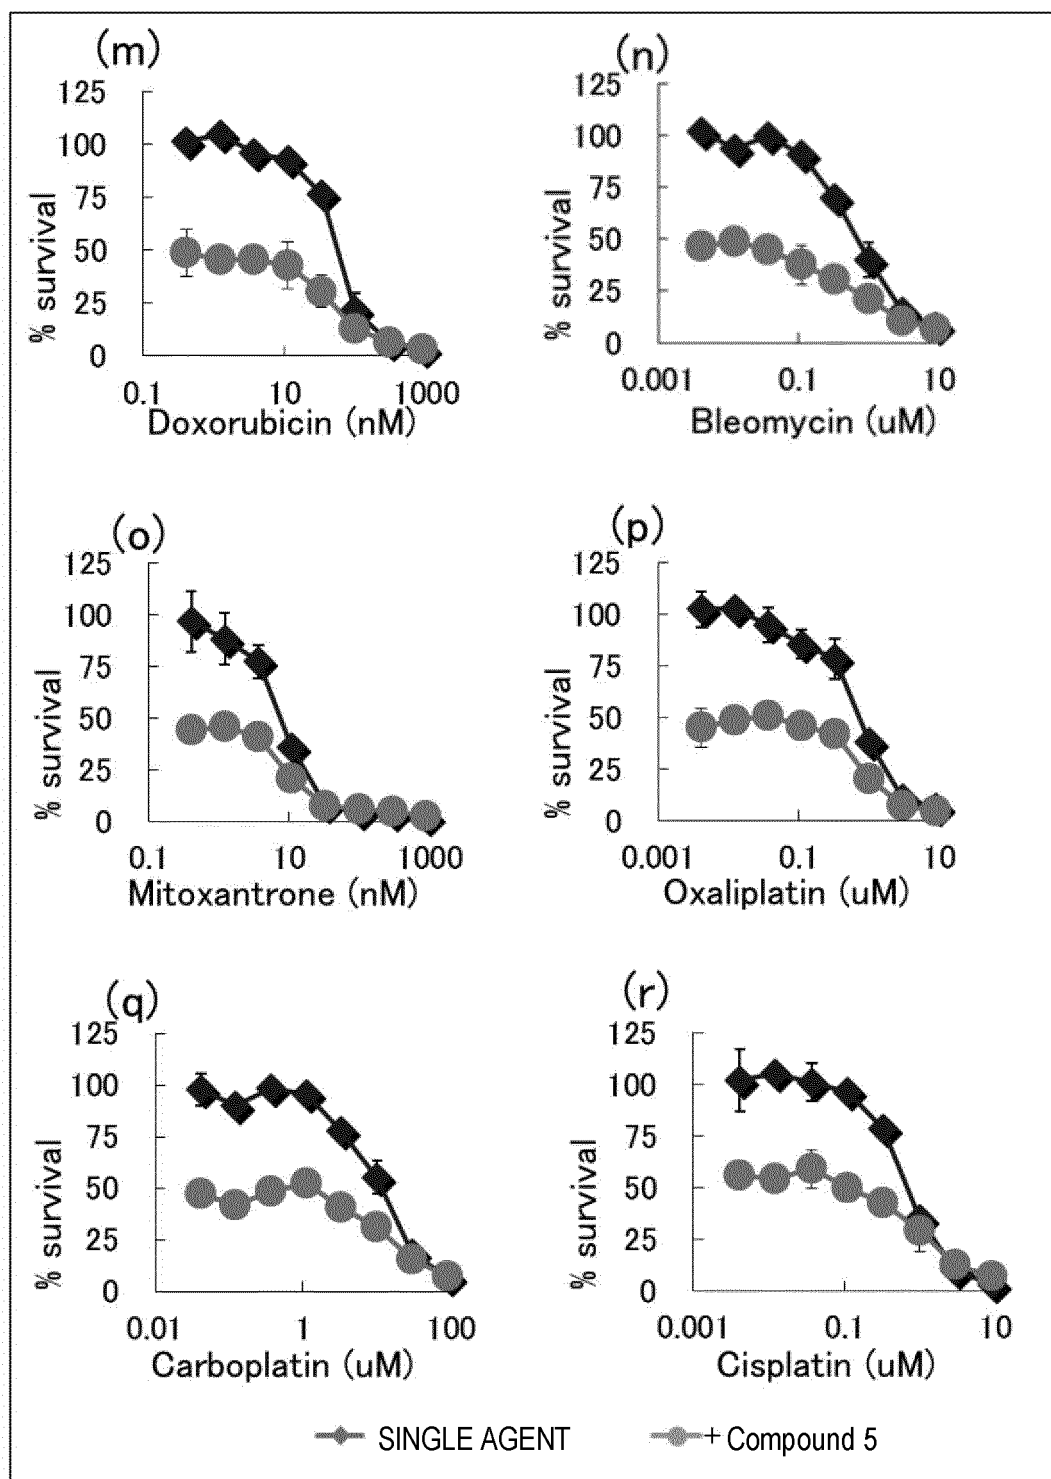 (m)
125
100
75
50
25
0
% survival
0.1 10 1000
Doxorubicin (nM)
(n)
125
100
75
50
25
0
% survival
0.001 0.1 10
Bleomycin (uM)
(o)
125
100
75
50
25
0
% survival
0.1 10 1000
Mitoxantrone (nM)
(p)
125
100
75
50
25
0
% survival
0.001 0.1 10
Oxaliplatin (uM)
(q)
125
100
75
50
25
0
% survival
0.01 1 100
Carboplatin (uM)
(r)
125
100
75
50
25
0
% survival
0.001 0.1 10
Cisplatin (uM)
SINGLE AGENT + Compound 5